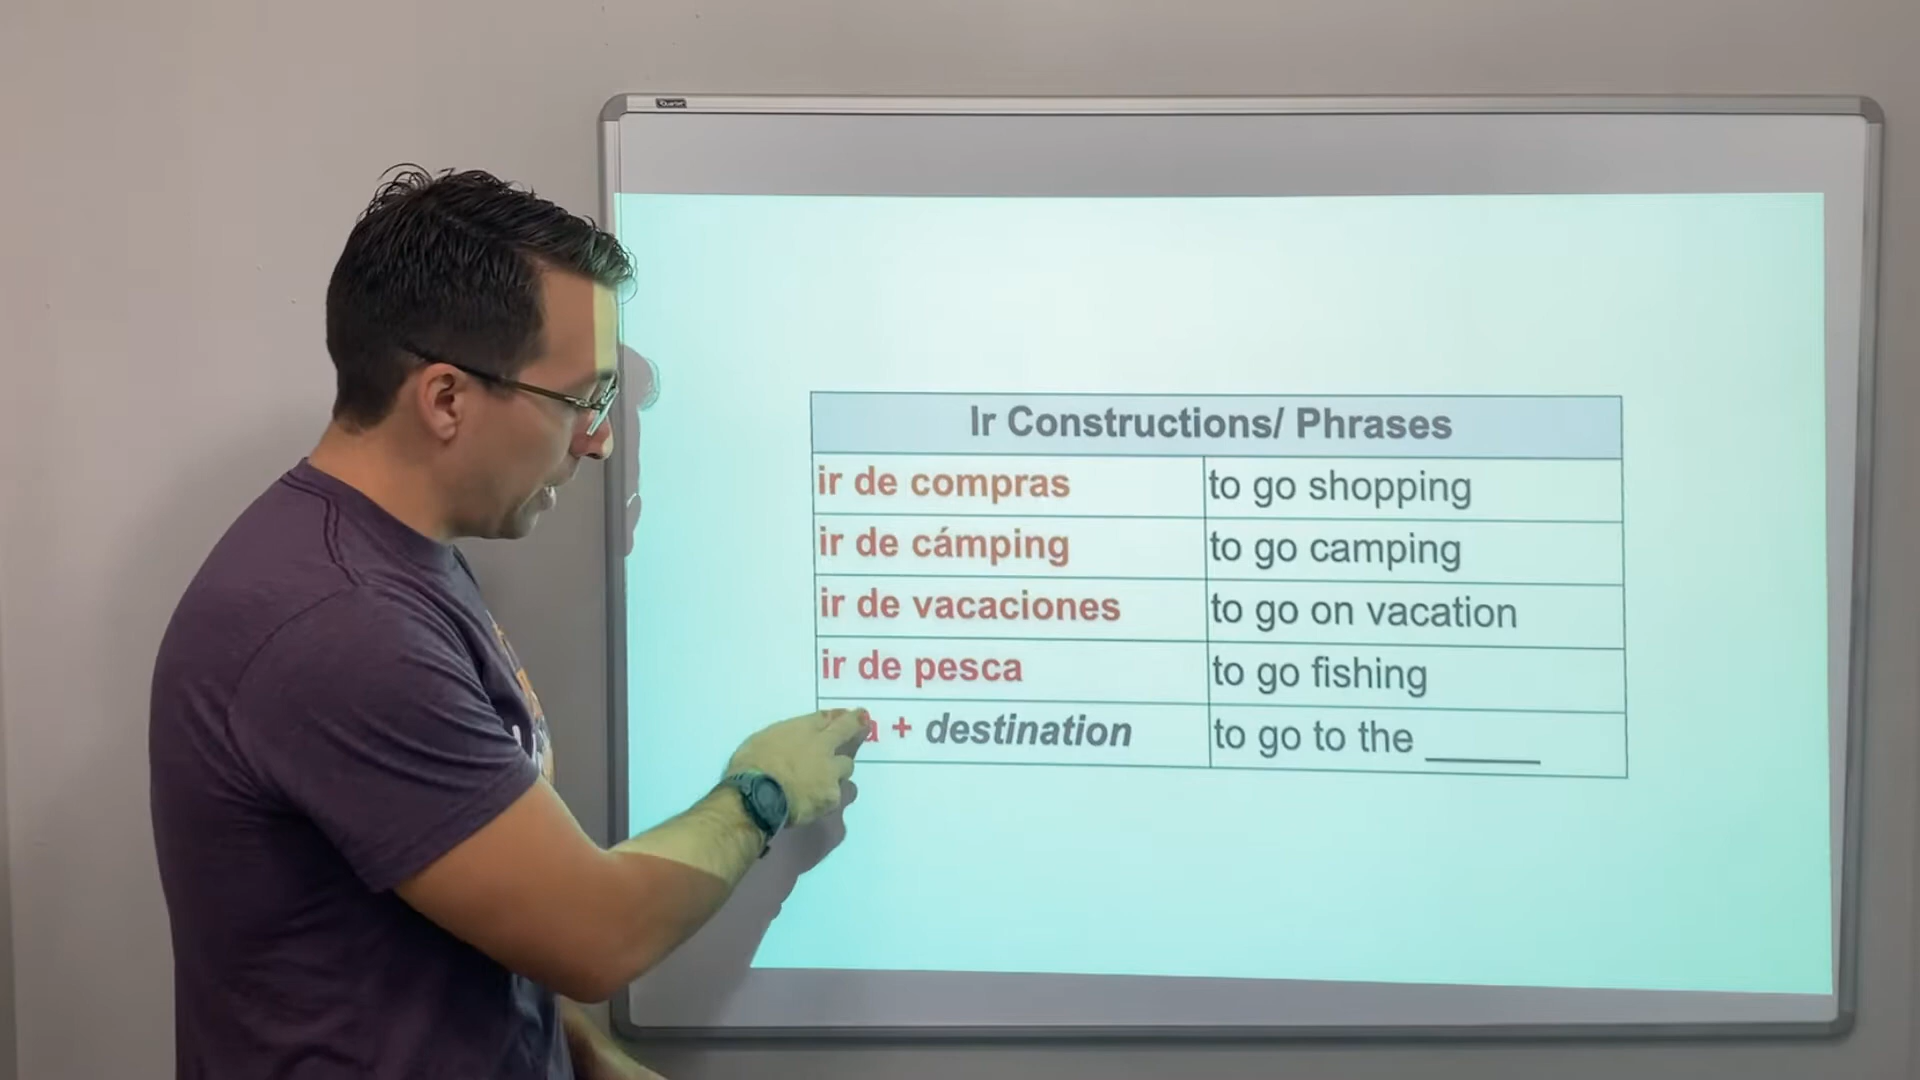 Quartet
Ir Constructions/ Phrases
ir de compras to go shopping
ir de cámping to go camping
ir de vacaciones to go on vacation
ir de pesca to go fishing
a + destination to go to the ______